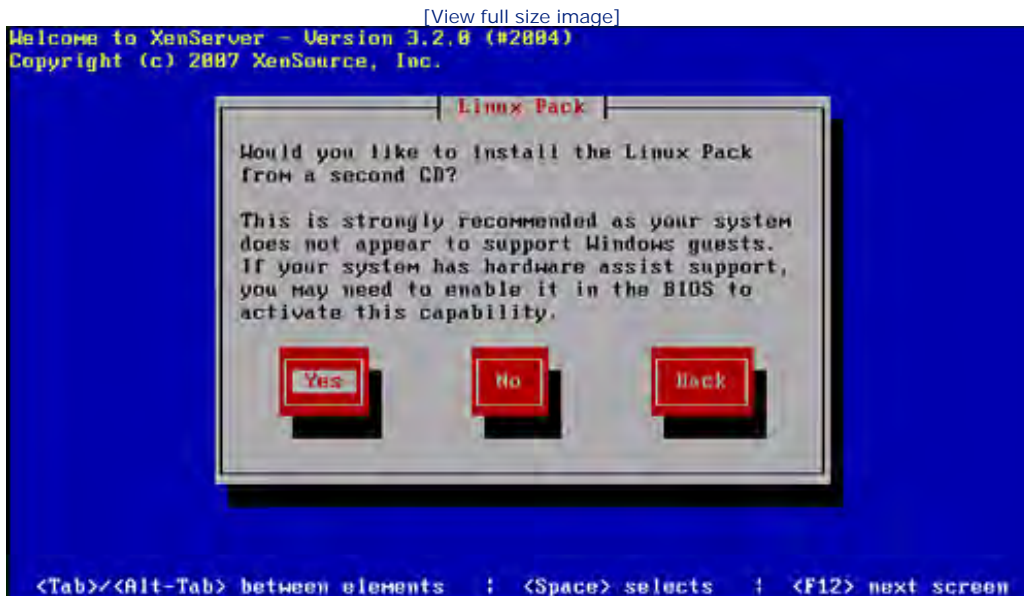 [View full size image]
Welcome to XenServer - Version 3.2.0 (#2004)
Copyright (c) 2007 XenSource, Inc.
Linux Pack
Would you like to install the Linux Pack
from a second CD?
This is strongly recommended as your system
does not appear to support Windows guests.
If your system has hardware assist support,
you may need to enable it in the BIOS to
activate this capability.
Yes No Back
<Tab>/<Alt-Tab> between elements | <Space> selects | <F12> next screen